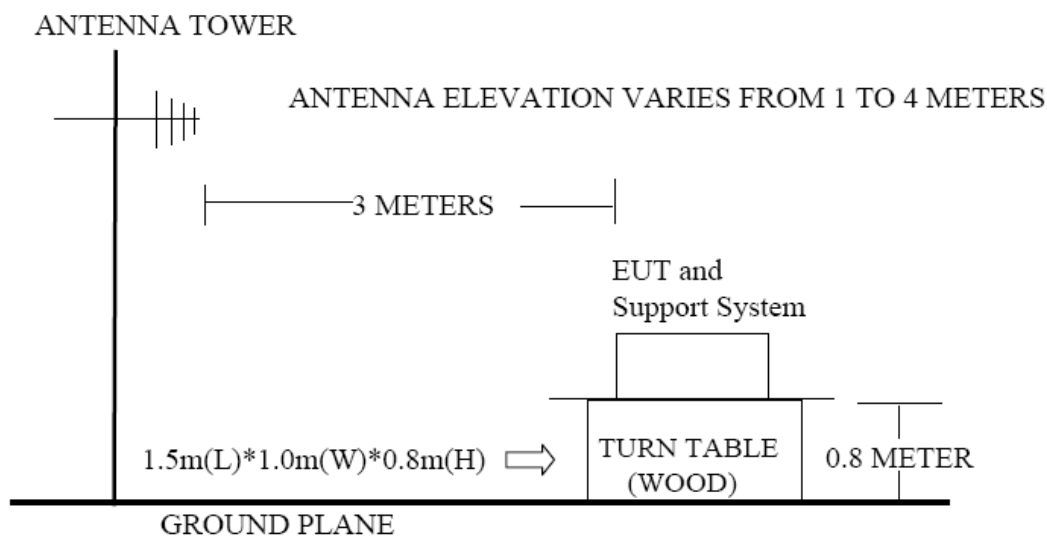 ANTENNA TOWER
ANTENNA ELEVATION VARIES FROM 1 TO 4 METERS
3 METERS
EUT and
Support System
1.5m(L)*1.0m(W)*0.8m(H)
TURN TABLE
(WOOD)
0.8 METER
GROUND PLANE